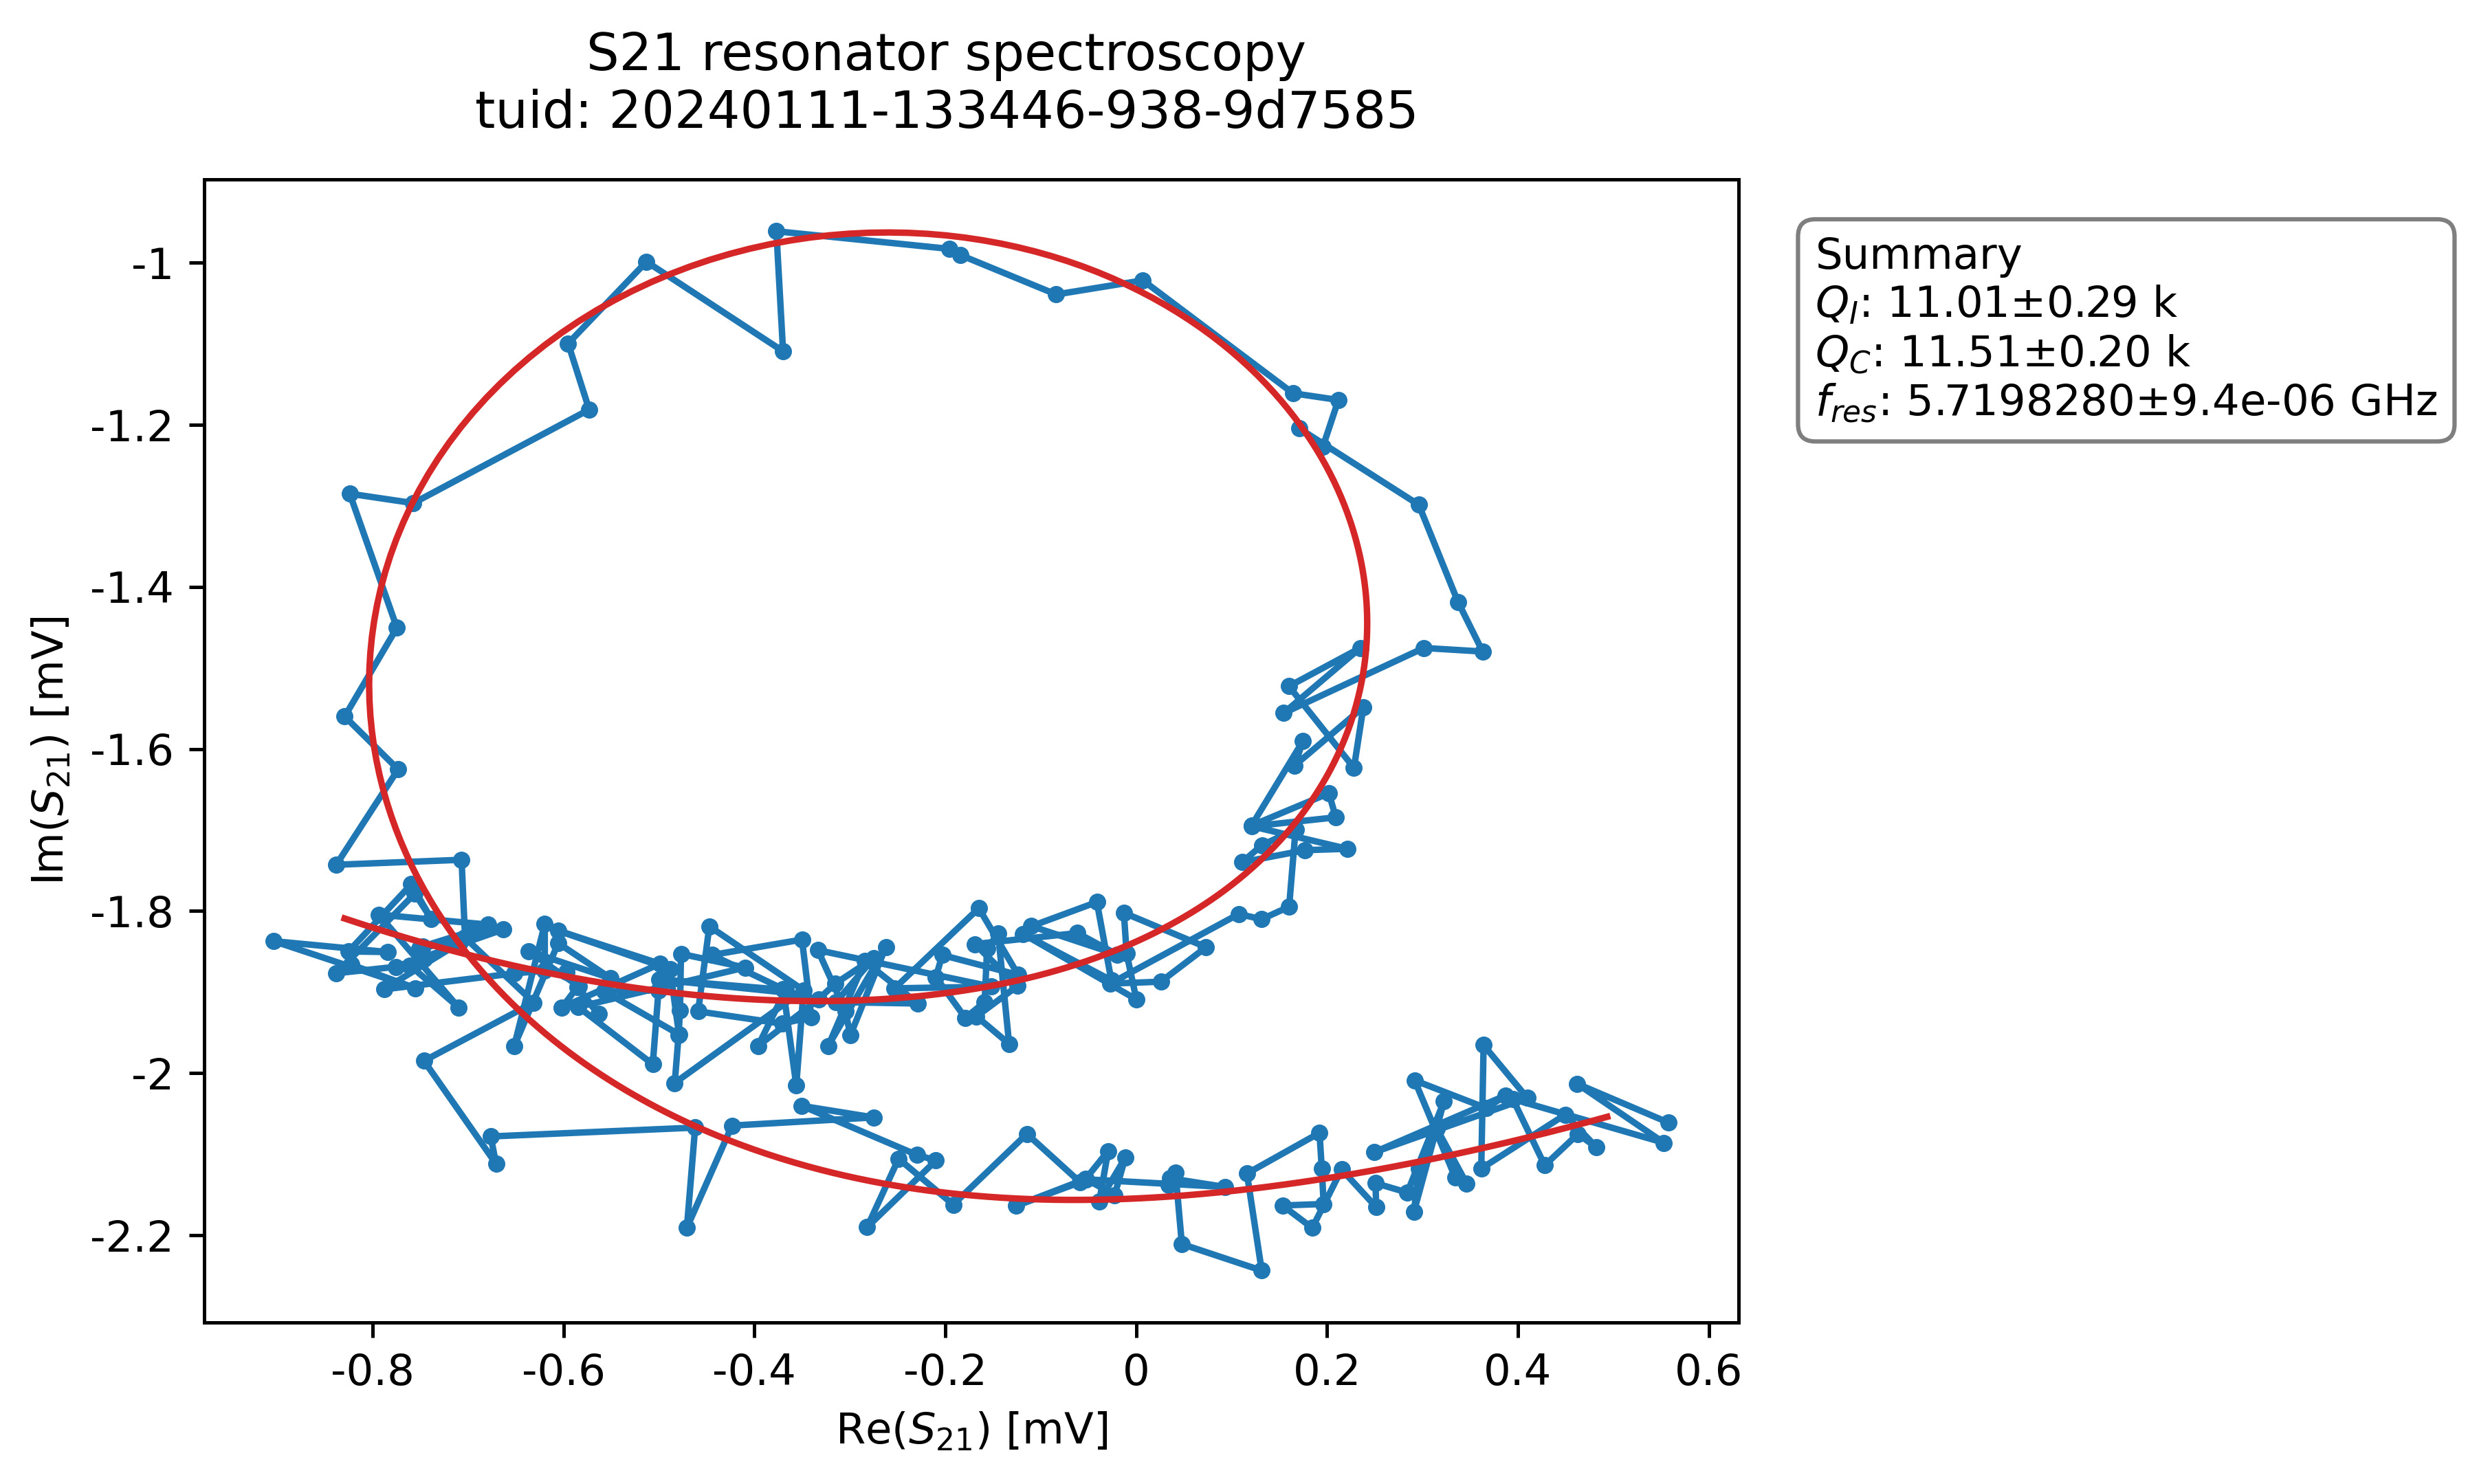 S21 resonator spectroscopy
tuid: 20240111-133446-938-9d7585
Im(S21) [mV]
-1
-1.2
-1.4
-1.6
-1.8
-2
-2.2
-0.8 -0.6 -0.4 -0.2 0 0.2 0.4 0.6
Re(S21) [mV]
Summary
QI: 11.01±0.29 k
QC: 11.51±0.20 k
fres: 5.7198280±9.4e-06 GHz